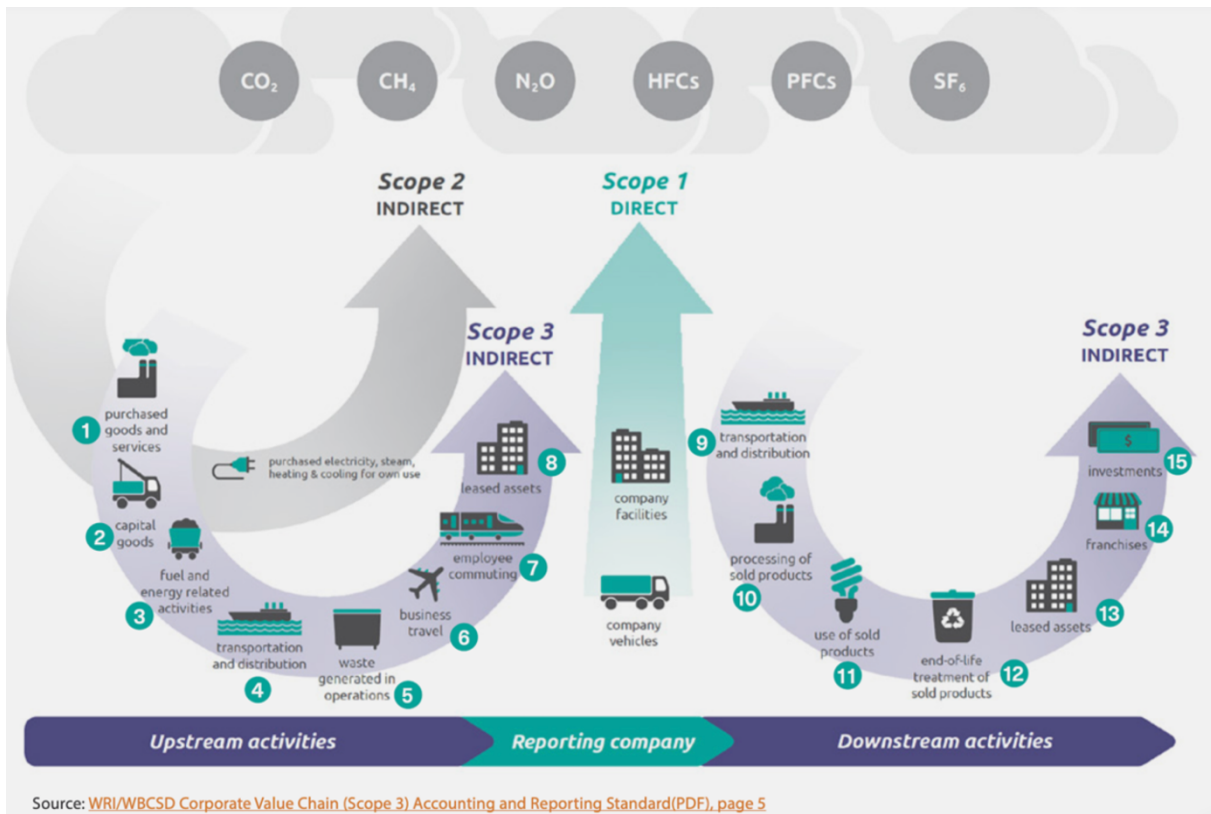 CO₂
CH₄
N₂O
HFCs
PFCs
SF₆
Scope 2
INDIRECT
Scope 1
DIRECT
Scope 3
INDIRECT
Scope 3
INDIRECT
1
purchased
goods and
services
2
capital
goods
3
fuel and
energy related
activities
purchased electricity, steam,
heating & cooling for own use
4
transportation
and distribution
5
waste
generated in
operations
6
business
travel
7
employee
commuting
8
leased assets
company
facilities
company
vehicles
9
transportation
and distribution
10
processing of
sold products
11
use of sold
products
12
end-of-life
treatment of
sold products
13
leased assets
14
franchises
$
15
investments
Upstream activities
Reporting company
Downstream activities
Source: WRI/WBCSD Corporate Value Chain (Scope 3) Accounting and Reporting Standard(PDF), page 5